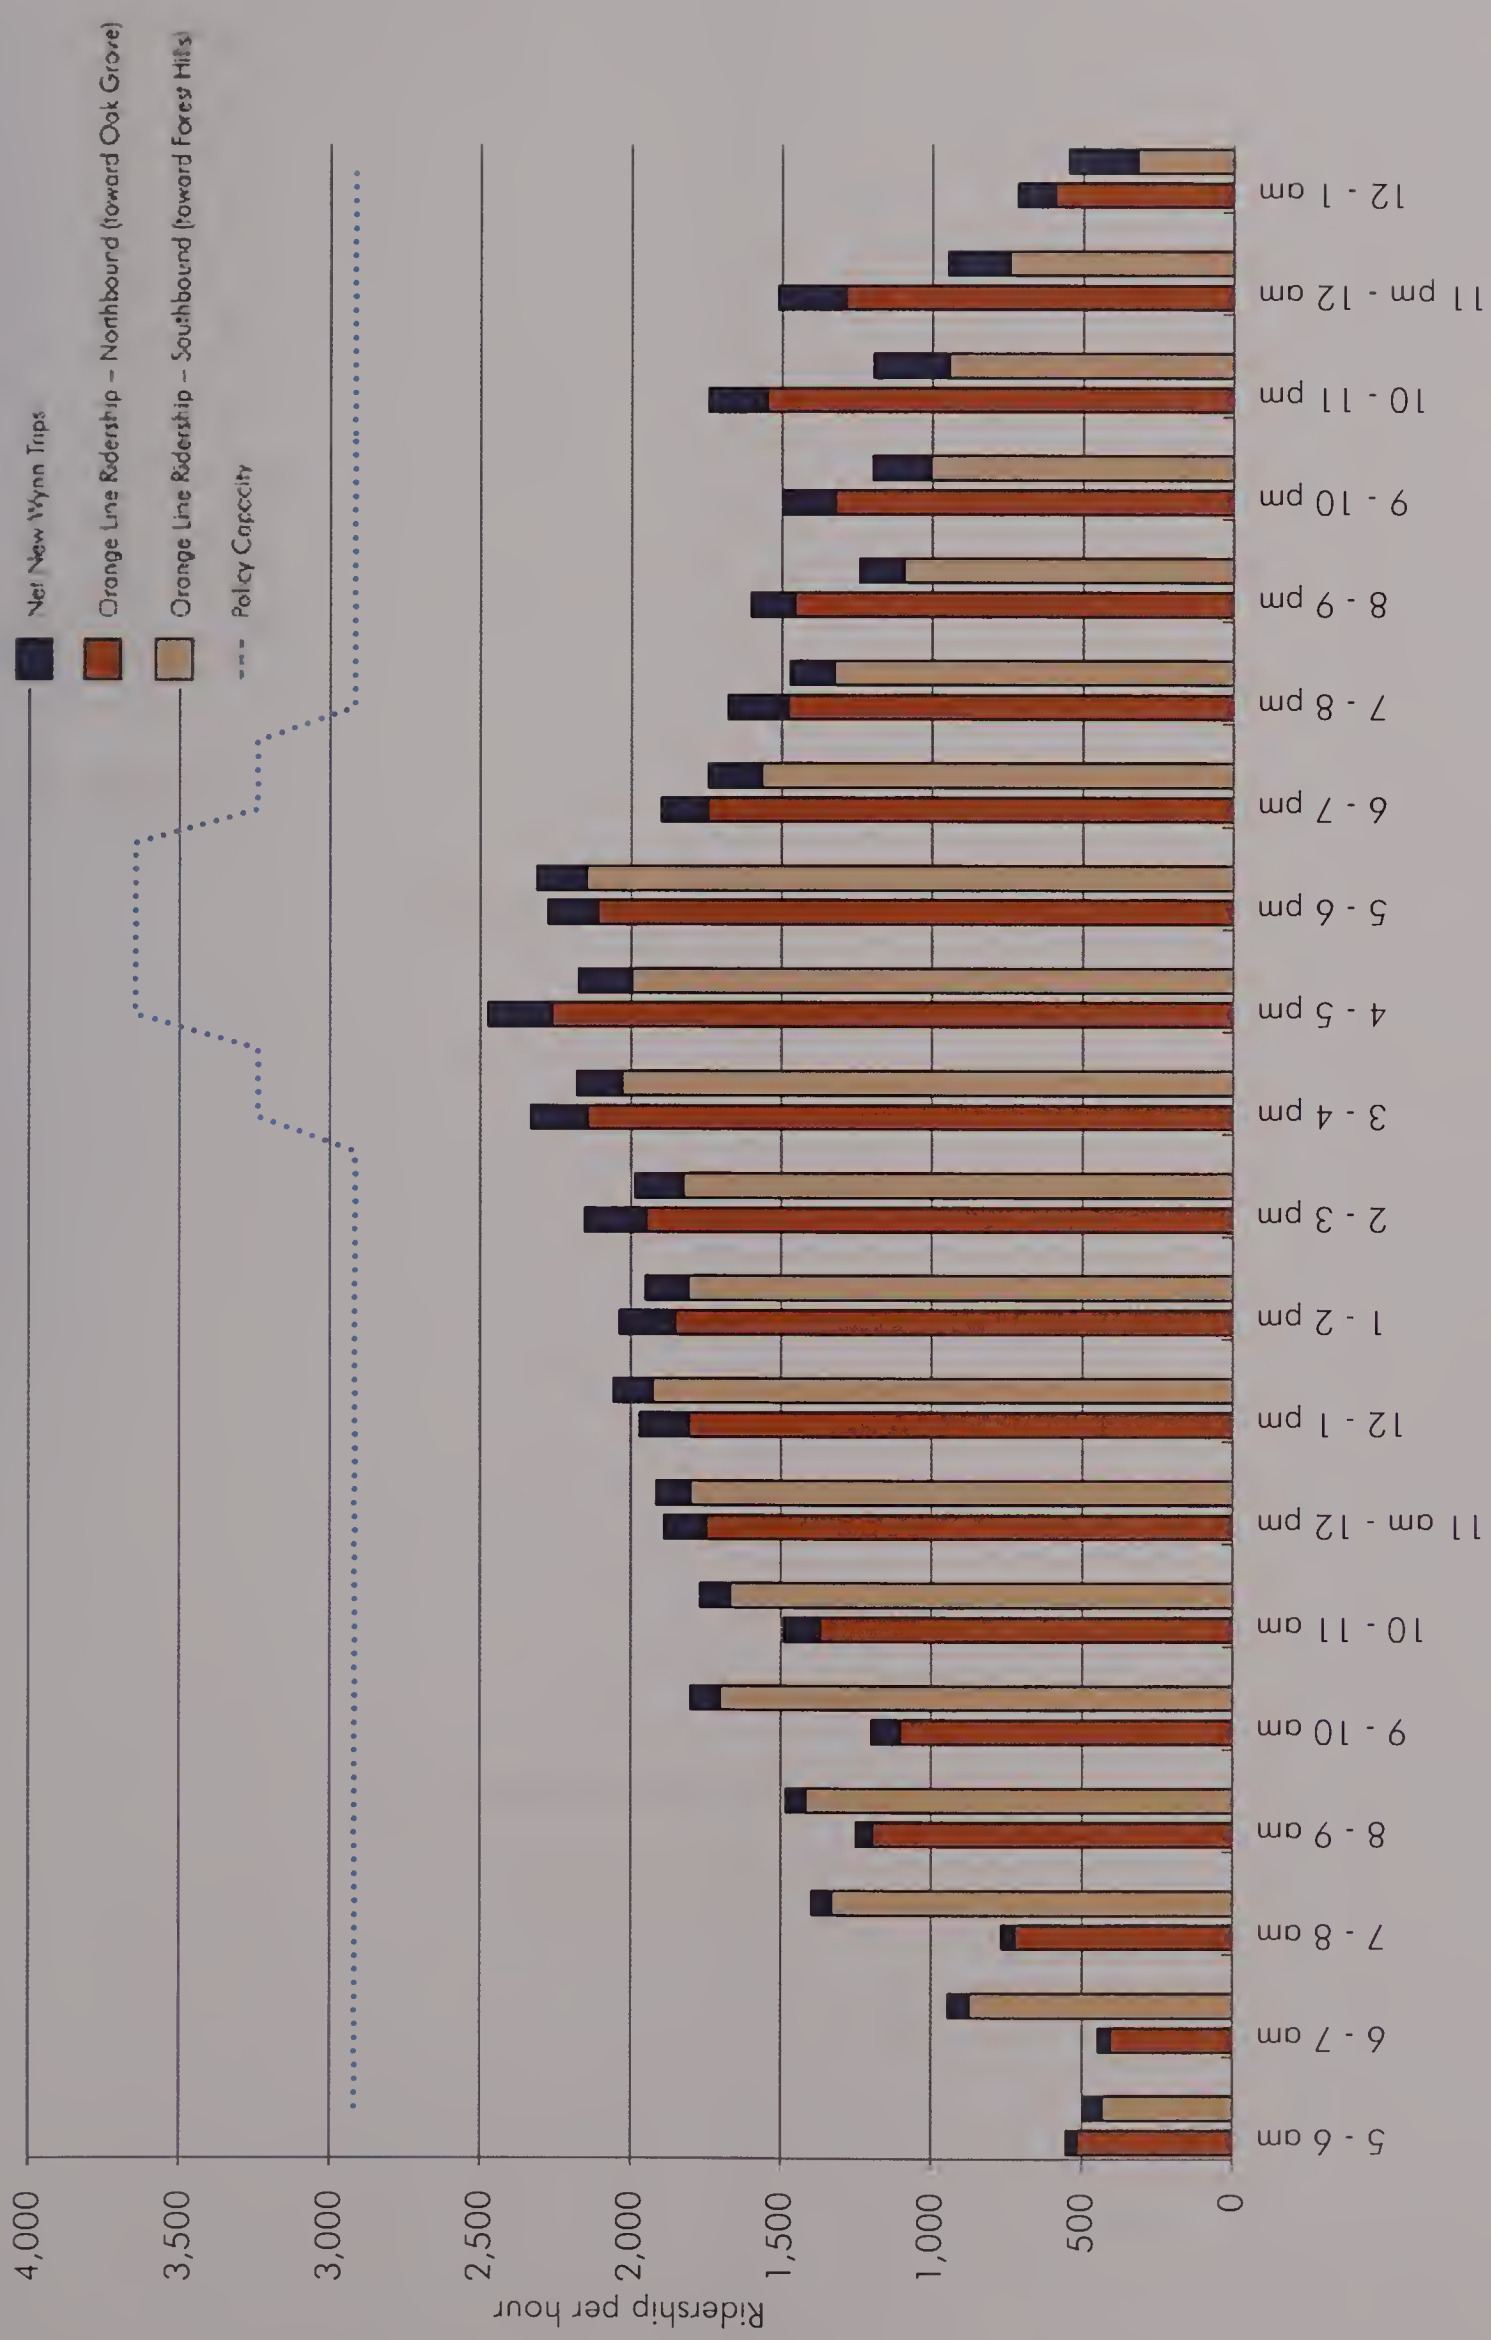 Net New Wynn Trips
Orange Line Ridership – Northbound (toward Oak Grove)
Orange Line Ridership – Southbound (toward Forest Hills)
Policy Capacity
4,000
3,500
3,000
2,500
2,000
1,500
1,000
500
0
Ridership per hour
5 - 6 am
6 - 7 am
7 - 8 am
8 - 9 am
9 - 10 am
10 - 11 am
11 am - 12 pm
12 - 1 pm
1 - 2 pm
2 - 3 pm
3 - 4 pm
4 - 5 pm
5 - 6 pm
6 - 7 pm
7 - 8 pm
8 - 9 pm
9 - 10 pm
10 - 11 pm
11 pm - 12 am
12 - 1 am